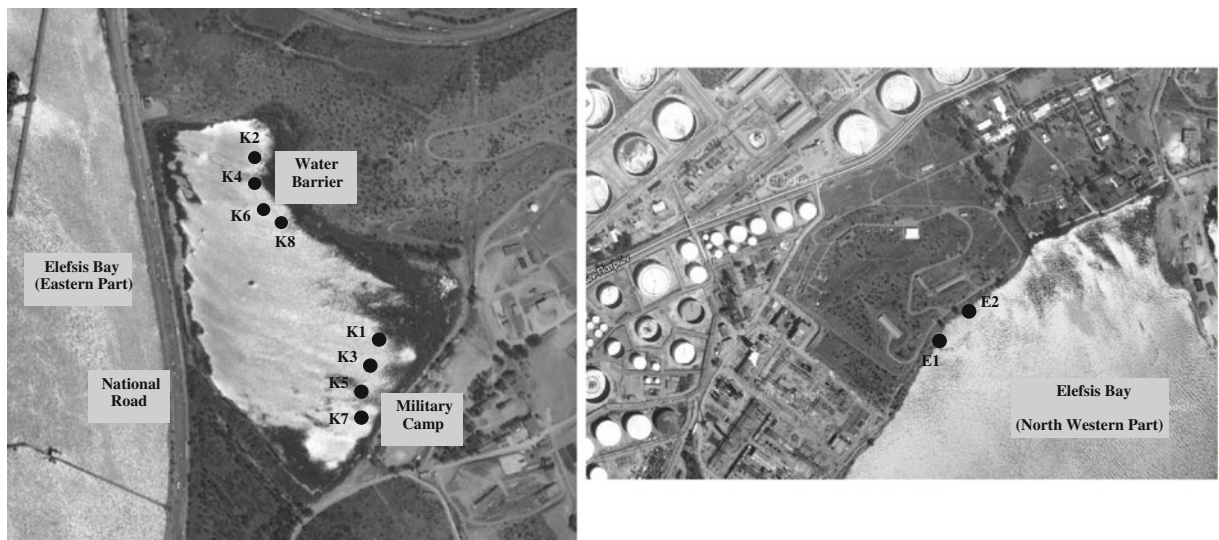 K2
Water
Barrier
K4
K6
K8
Elefsis Bay
(Eastern Part)
K1
K3
National
Road
K5
Military
Camp
K7
E2
E1
Elefsis Bay
(North Western Part)